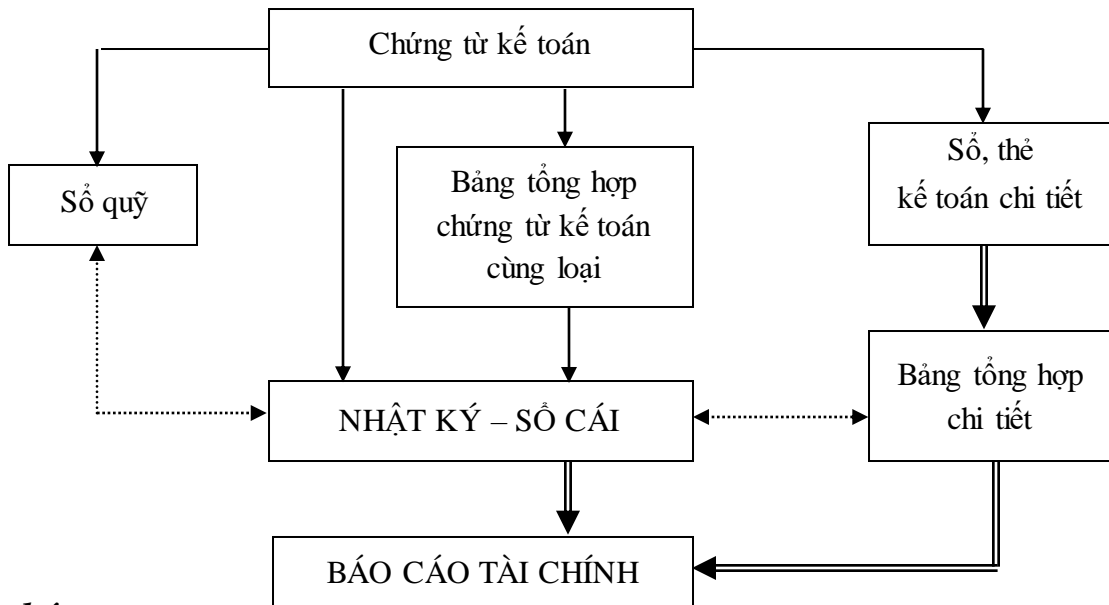 Chứng từ kế toán
Sổ quỹ
Bảng tổng hợp
chứng từ kế toán
cùng loại
Sổ, thẻ
kế toán chi tiết
NHẬT KÝ – SỔ CÁI
Bảng tổng hợp
chi tiết
BÁO CÁO TÀI CHÍNH